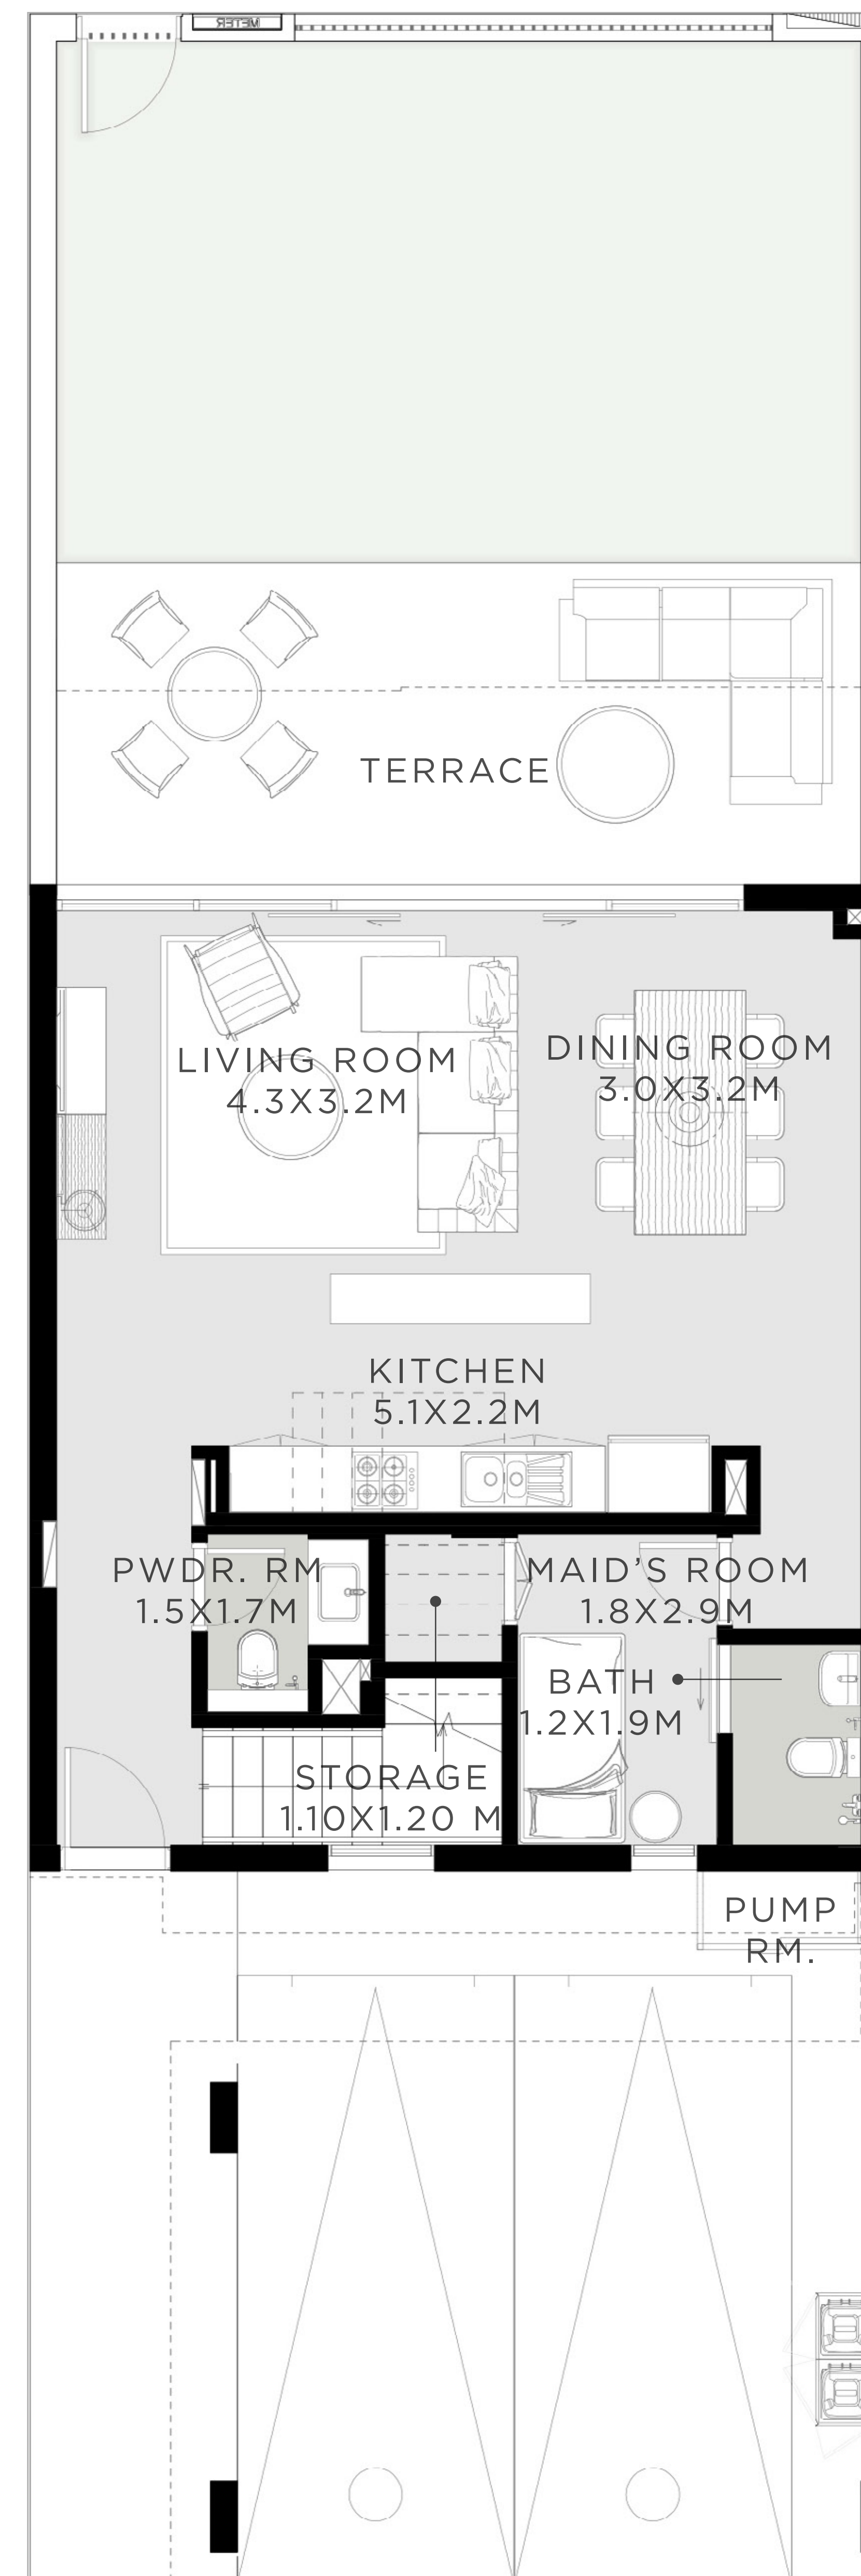 METER
TERRACE
LIVING ROOM
4.3X3.2M
DINING ROOM
3.0X3.2M
KITCHEN
5.1X2.2M
PWDR. RM
1.5X1.7M
MAID'S ROOM
1.8X2.9M
BATH
1.2X1.9M
STORAGE
1.10X1.20 M
PUMP
RM.